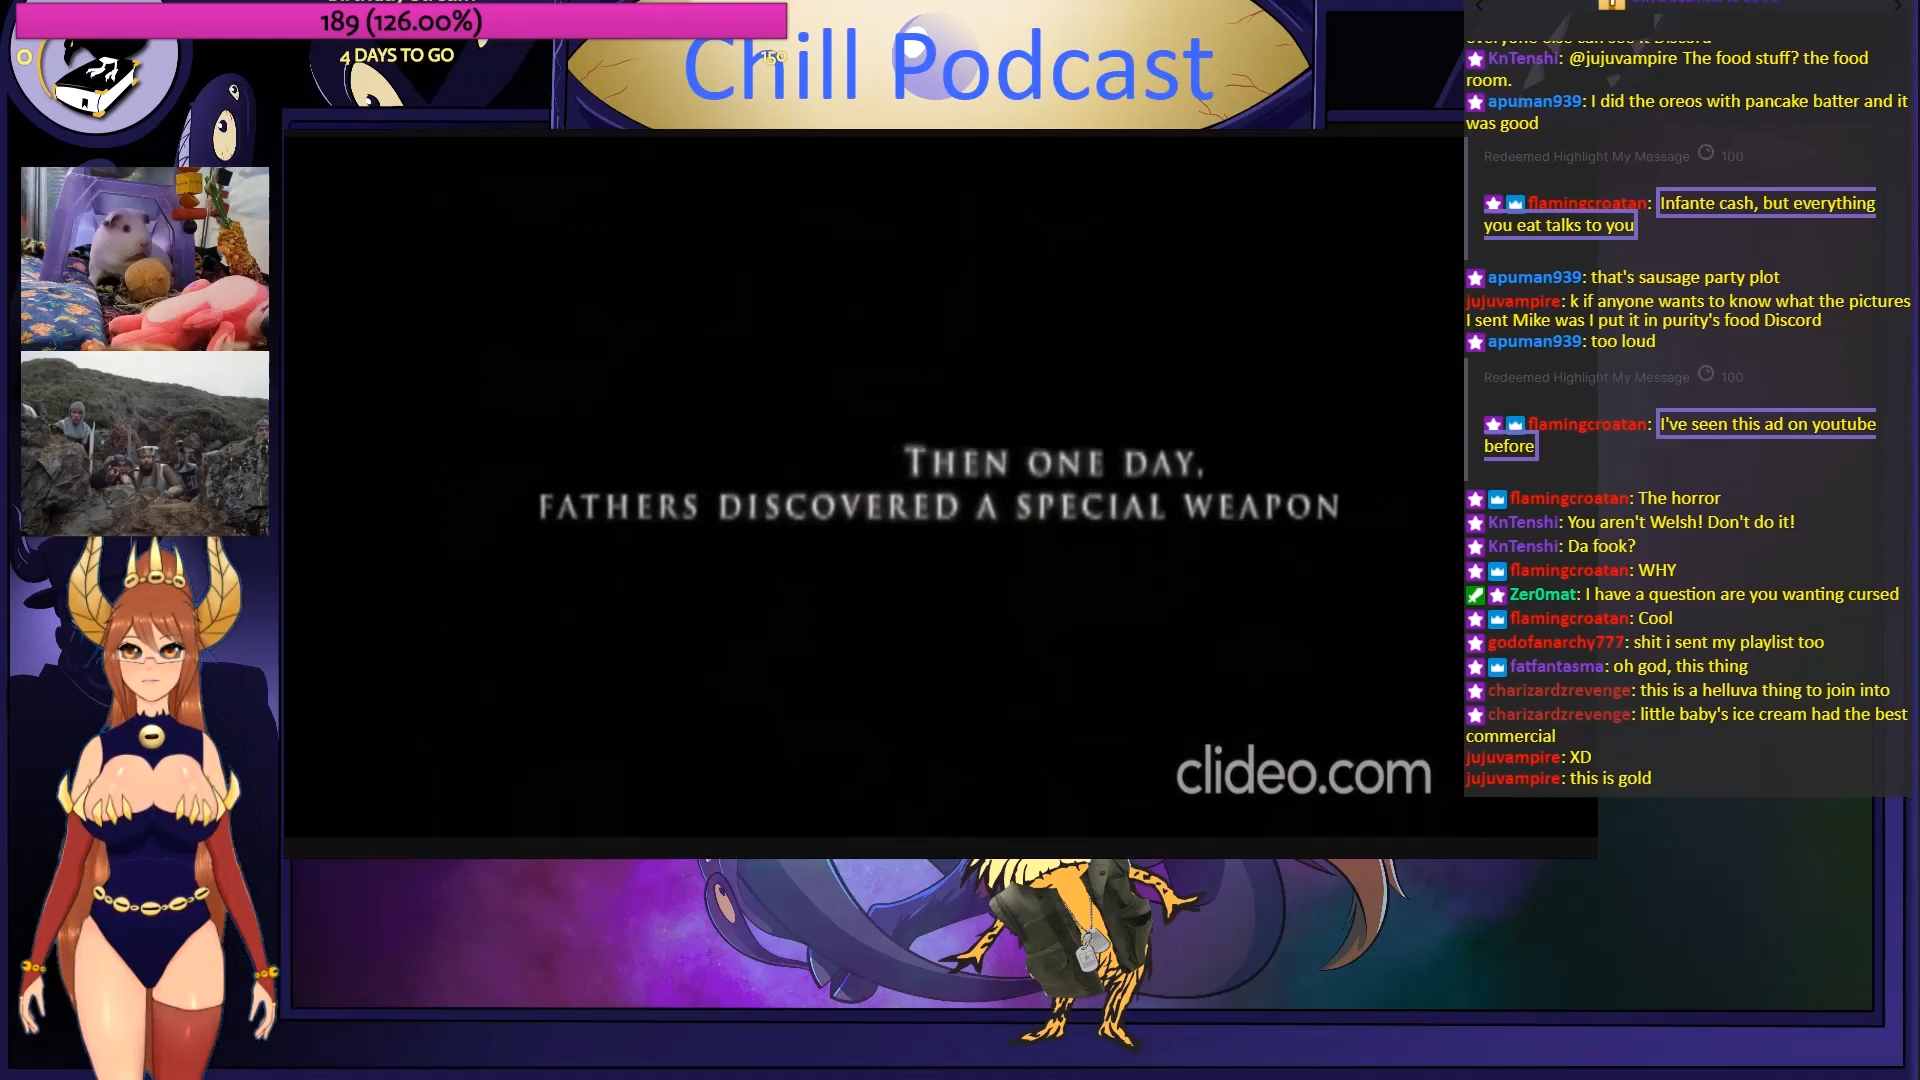 189 (126.00%)
4 DAYS TO GO
Chill Podcast
KnTenshi: @jujuvampire The food stuff? the food
room.
apuman939: I did the oreos with pancake batter and it
was good
Redeemed Highlight My Message 100
flamingcroatan: Infante cash, but everything
you eat talks to you
apuman939: that's sausage party plot
jujuvampire: k if anyone wants to know what the pictures
I sent Mike was I put it in purity's food Discord
apuman939: too loud
Redeemed Highlight My Message 100
flamingcroatan: I've seen this ad on youtube
before
flamingcroatan: The horror
KnTenshi: You aren't Welsh! Don't do it!
KnTenshi: Da fook?
flamingcroatan: WHY
Zer0mat: I have a question are you wanting cursed
flamingcroatan: Cool
godofanarchy777: shit i sent my playlist too
fatfantasma: oh god, this thing
charizardzrevenge: this is a helluva thing to join into
charizardzrevenge: little baby's ice cream had the best
commercial
jujuvampire: XD
jujuvampire: this is gold
THEN ONE DAY,
FATHERS DISCOVERED A SPECIAL WEAPON
clideo.com